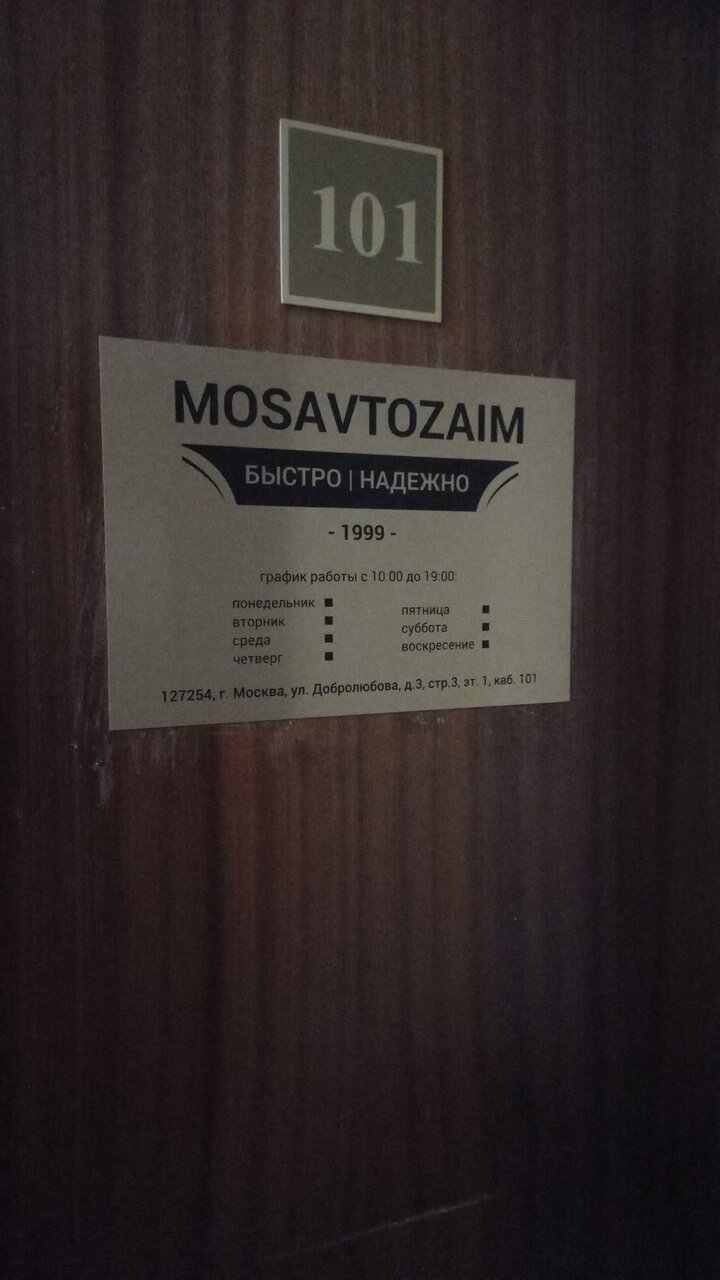 101
MOSAVTOZAIM
БЫСТРО | НАДЕЖНО
- 1999 -
график работы с 10:00 до 19:00:
понедельник ■
вторник ■
среда ■
четверг ■
пятница ■
суббота ■
воскресение ■
127254, г. Москва, ул. Добролюбова, д.3, стр.3, эт. 1, каб. 101